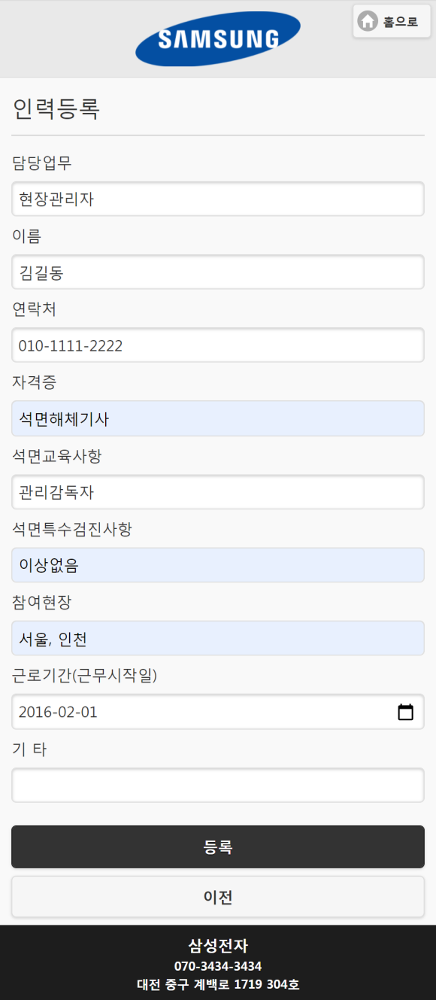 SAMSUNG
홈으로
인력등록
담당업무
현장관리자
이름
김길동
연락처
010-1111-2222
자격증
석면해체기사
석면교육사항
관리감독자
석면특수검진사항
이상없음
참여현장
서울, 인천
근로기간(근무시작일)
2016-02-01
기 타
등록
이전
삼성전자
070-3434-3434
대전 중구 계백로 1719 304호